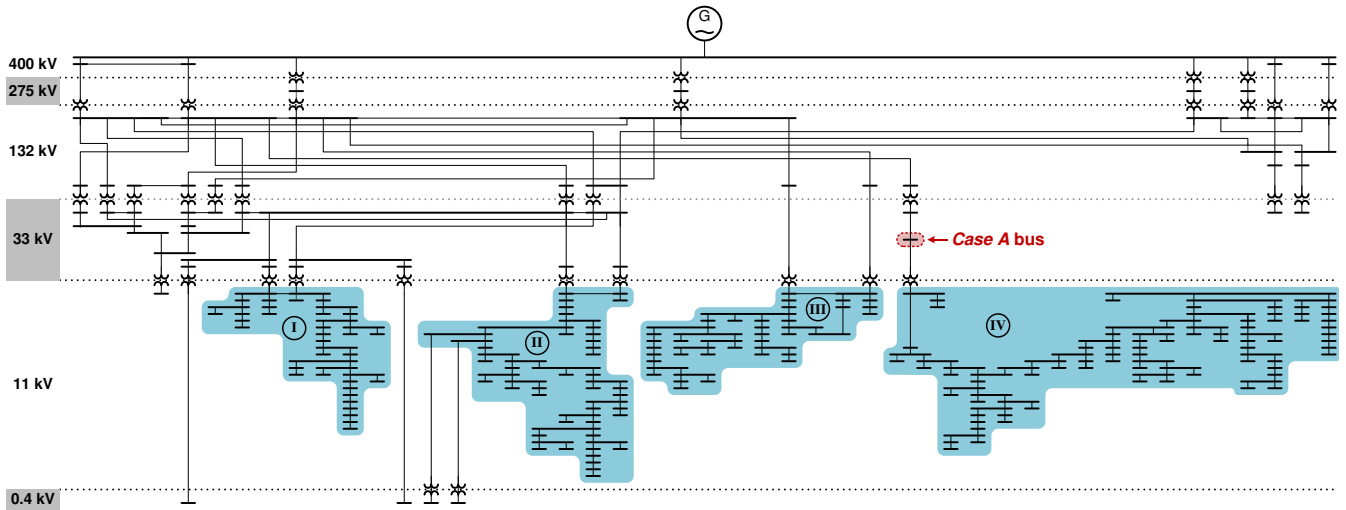 G
400 kV
275 kV
132 kV
33 kV
Case A bus
I
II
III
IV
11 kV
0.4 kV